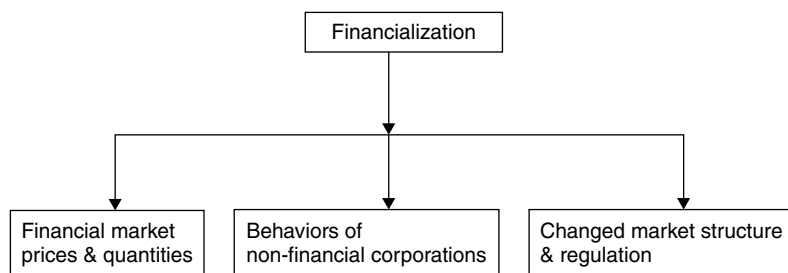 Financialization
Financial market
prices & quantities
Behaviors of
non-financial corporations
Changed market structure
& regulation